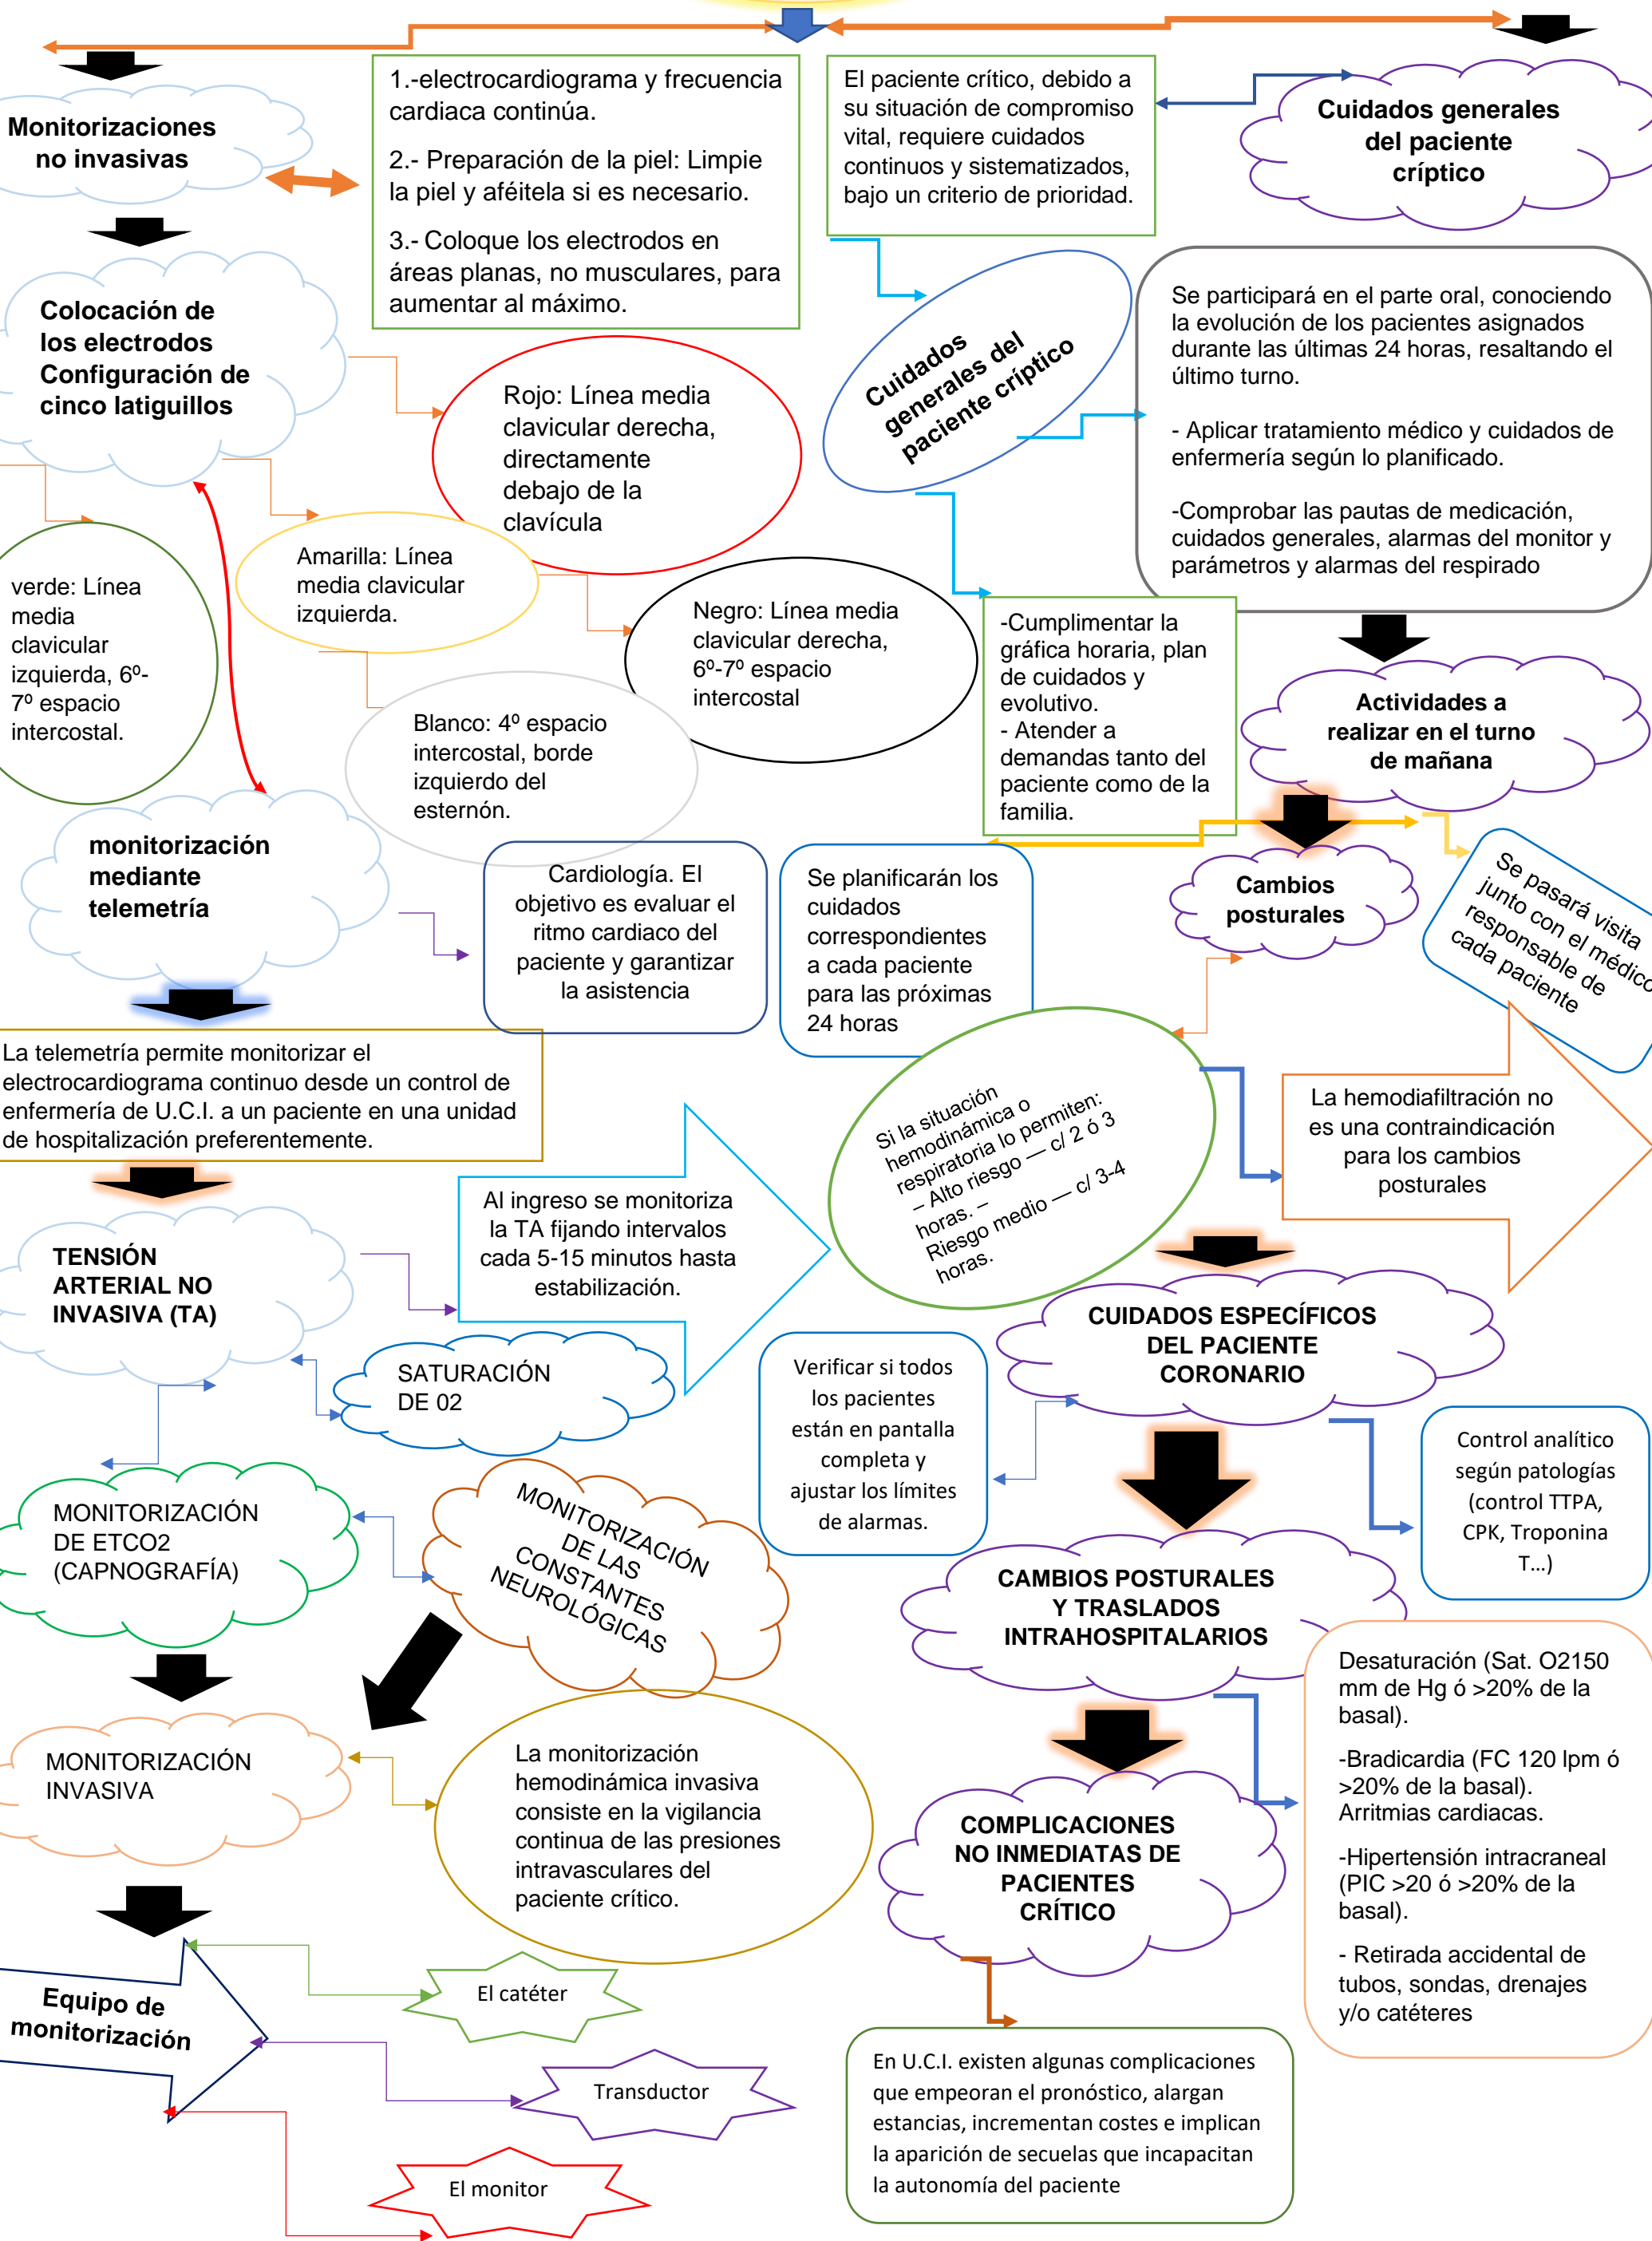 Monitorizaciones
no invasivas
1.-electrocardiograma y frecuencia
cardiaca continúa.
2.- Preparación de la piel: Limpie
la piel y aféitela si es necesario.
3.- Coloque los electrodos en
áreas planas, no musculares, para
aumentar al máximo.
El paciente crítico, debido a
su situación de compromiso
vital, requiere cuidados
continuos y sistematizados,
bajo un criterio de prioridad.
Cuidados generales
del paciente
críptico
Colocación de
los electrodos
Configuración de
cinco latiguillos
Rojo: Línea media
clavicular derecha,
directamente
debajo de la
clavícula
Cuidados
generales del
paciente críptico
Se participará en el parte oral, conociendo
la evolución de los pacientes asignados
durante las últimas 24 horas, resaltando el
último turno.
- Aplicar tratamiento médico y cuidados de
enfermería según lo planificado.
-Comprobar las pautas de medicación,
cuidados generales, alarmas del monitor y
parámetros y alarmas del respirado
verde: Línea
media
clavicular
izquierda, 6º-
7º espacio
intercostal.
Amarilla: Línea
media clavicular
izquierda.
Negro: Línea media
clavicular derecha,
6º-7º espacio
intercostal
Blanco: 4º espacio
intercostal, borde
izquierdo del
esternón.
-Cumplimentar la
gráfica horaria, plan
de cuidados y
evolutivo.
- Atender a
demandas tanto del
paciente como de la
familia.
Actividades a
realizar en el turno
de mañana
monitorización
mediante
telemetría
Cardiología. El
objetivo es evaluar el
ritmo cardiaco del
paciente y garantizar
la asistencia
Se planificarán los
cuidados
correspondientes
a cada paciente
para las próximas
24 horas
Cambios
posturales
Se pasará visita
junto con el médico
responsable de
cada paciente
La telemetría permite monitorizar el
electrocardiograma continuo desde un control de
enfermería de U.C.I. a un paciente en una unidad
de hospitalización preferentemente.
Si la situación
hemodinámica o
respiratoria lo permiten:
– Alto riesgo — c/ 2 ó 3
horas. –
Riesgo medio — c/ 3-4
horas.
La hemodiafiltración no
es una contraindicación
para los cambios
posturales
TENSIÓN
ARTERIAL NO
INVASIVA (TA)
Al ingreso se monitoriza
la TA fijando intervalos
cada 5-15 minutos hasta
estabilización.
CUIDADOS ESPECÍFICOS
DEL PACIENTE
CORONARIO
SATURACIÓN
DE 02
Verificar si todos
los pacientes
están en pantalla
completa y
ajustar los límites
de alarmas.
Control analítico
según patologías
(control TTPA,
CPK, Troponina
T...)
MONITORIZACIÓN
DE ETCO2
(CAPNOGRAFÍA)
MONITORIZACIÓN
DE LAS
CONSTANTES
NEUROLÓGICAS
CAMBIOS POSTURALES
Y TRASLADOS
INTRAHOSPITALARIOS
Desaturación (Sat. O2150
mm de Hg ó >20% de la
basal).
-Bradicardia (FC 120 lpm ó
>20% de la basal).
Arritmias cardiacas.
-Hipertensión intracraneal
(PIC >20 ó >20% de la
basal).
- Retirada accidental de
tubos, sondas, drenajes
y/o catéteres
MONITORIZACIÓN
INVASIVA
La monitorización
hemodinámica invasiva
consiste en la vigilancia
continua de las presiones
intravasculares del
paciente crítico.
COMPLICACIONES
NO INMEDIATAS DE
PACIENTES
CRÍTICO
Equipo de
monitorización
El catéter
Transductor
El monitor
En U.C.I. existen algunas complicaciones
que empeoran el pronóstico, alargan
estancias, incrementan costes e implican
la aparición de secuelas que incapacitan
la autonomía del paciente